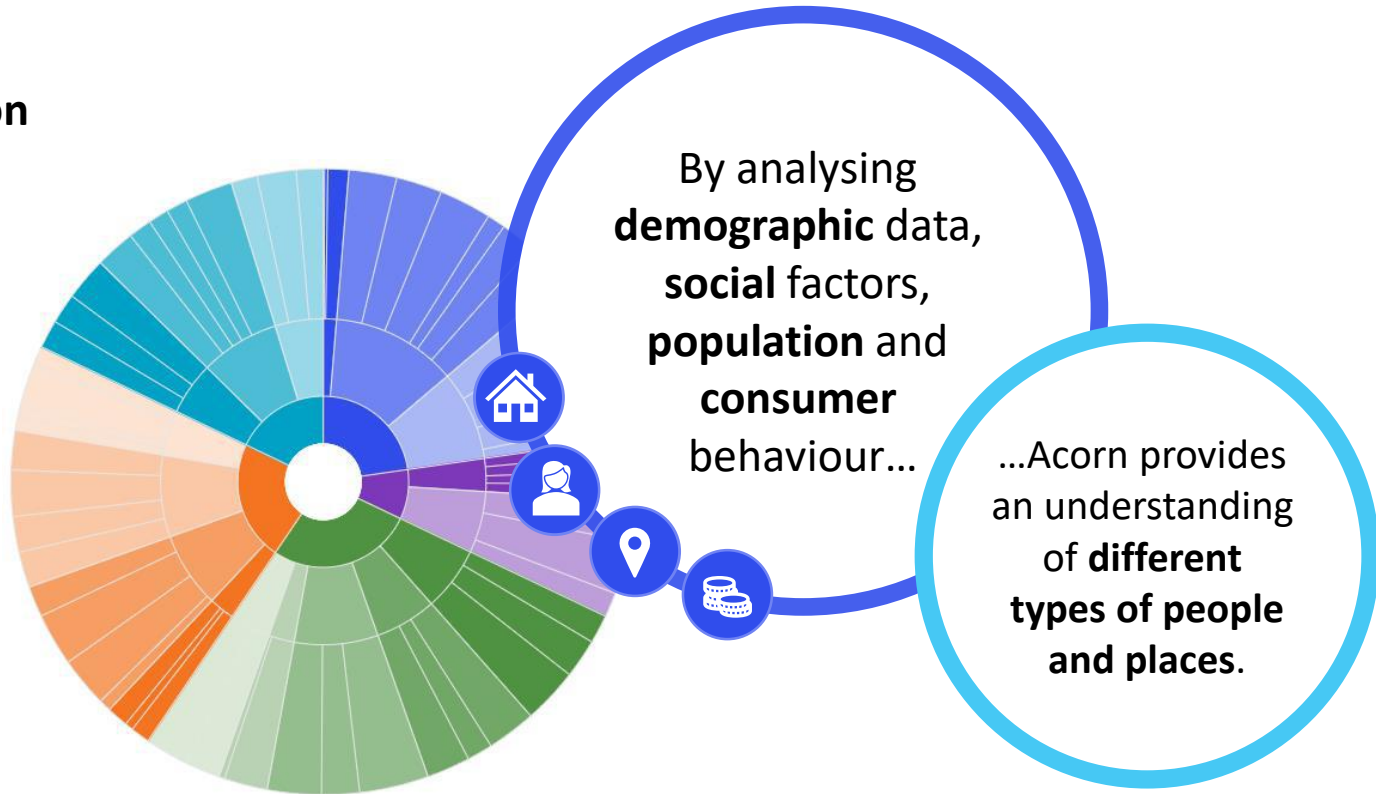 on
By analysing
demographic data,
social factors,
population and
consumer
behaviour...
...Acorn provides
an understanding
of different
types of people
and places.